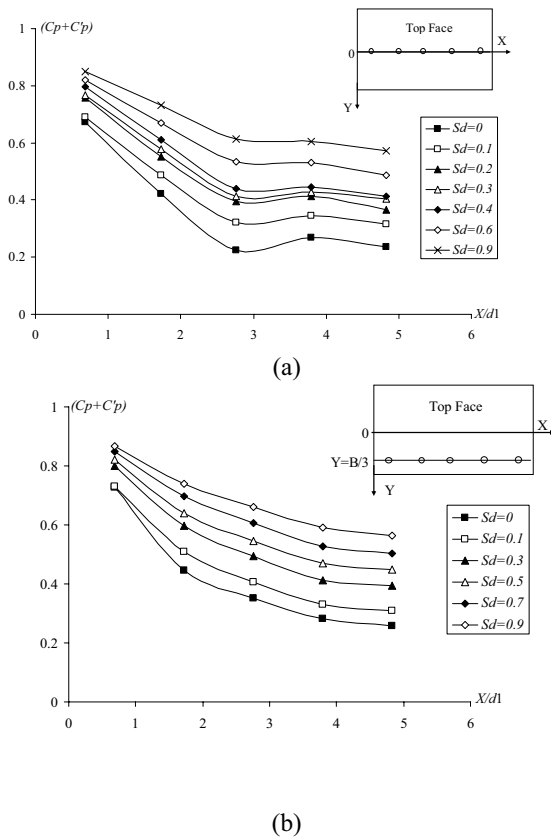 (Cp+C'p)
1
0.8
0.6
0.4
0.2
0
0 1 2 3 4 5 6
X/d1
Top Face
0
X
Y
Sd=0
Sd=0.1
Sd=0.2
Sd=0.3
Sd=0.4
Sd=0.6
Sd=0.9
(a)
(Cp+C'p)
1
0.8
0.6
0.4
0.2
0
0 1 2 3 4 5 6
X/d1
Top Face
0
X
Y=B/3
Y
Sd=0
Sd=0.1
Sd=0.3
Sd=0.5
Sd=0.7
Sd=0.9
(b)